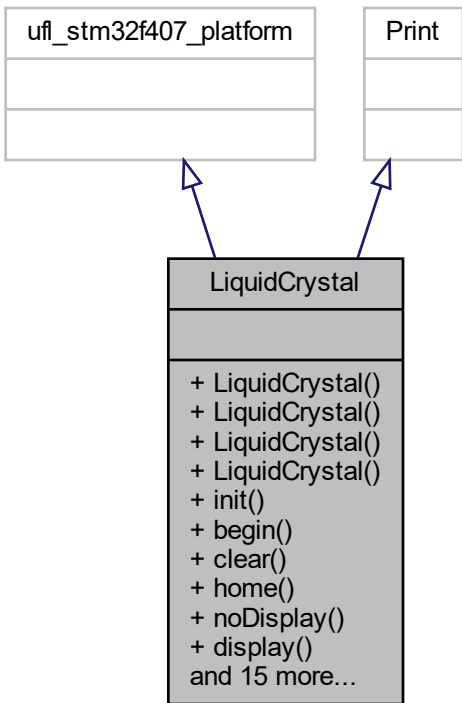 ufl_stm32f407_platform
Print
LiquidCrystal
+ LiquidCrystal()
+ LiquidCrystal()
+ LiquidCrystal()
+ LiquidCrystal()
+ init()
+ begin()
+ clear()
+ home()
+ noDisplay()
+ display()
and 15 more...